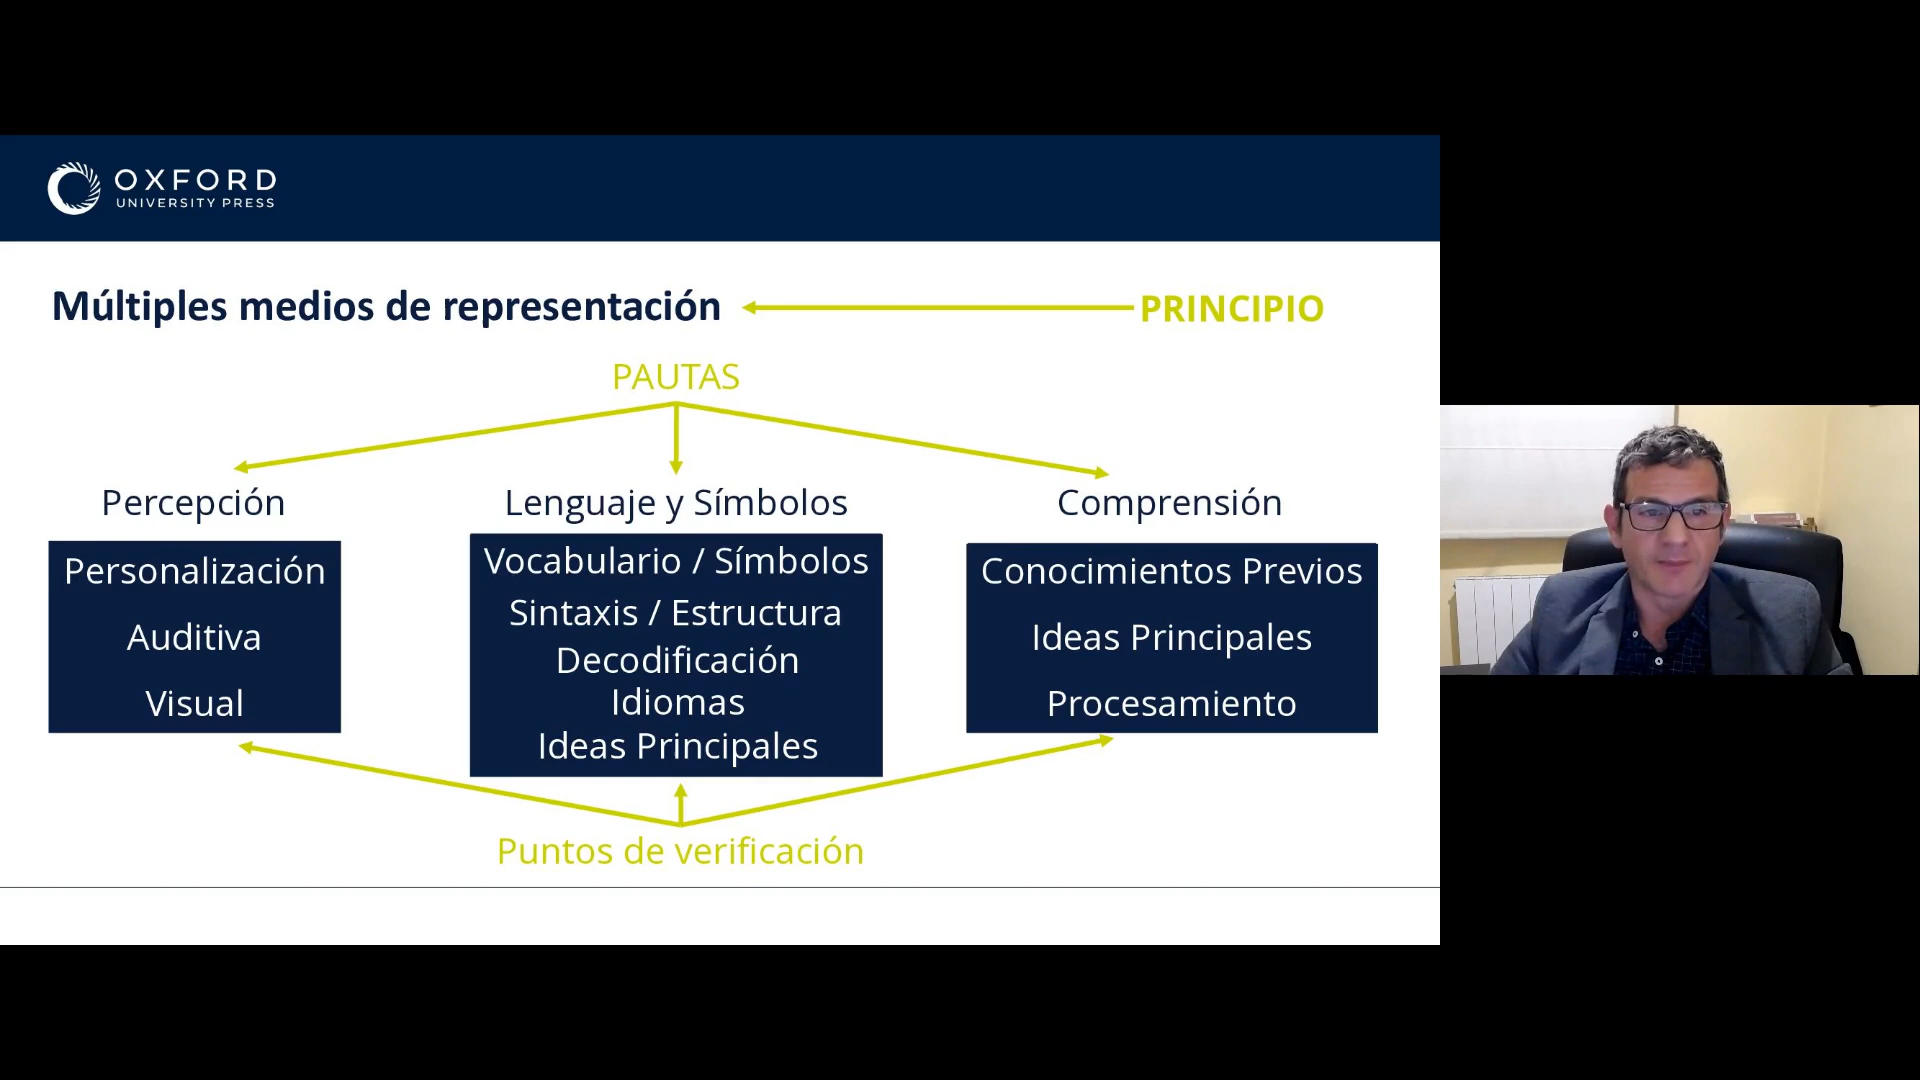 OXFORD
UNIVERSITY PRESS
Múltiples medios de representación
PRINCIPIO
PAUTAS
Percepción
Personalización
Auditiva
Visual
Lenguaje y Símbolos
Vocabulario / Símbolos
Sintaxis / Estructura
Decodificación
Idiomas
Ideas Principales
Comprensión
Conocimientos Previos
Ideas Principales
Procesamiento
Puntos de verificación